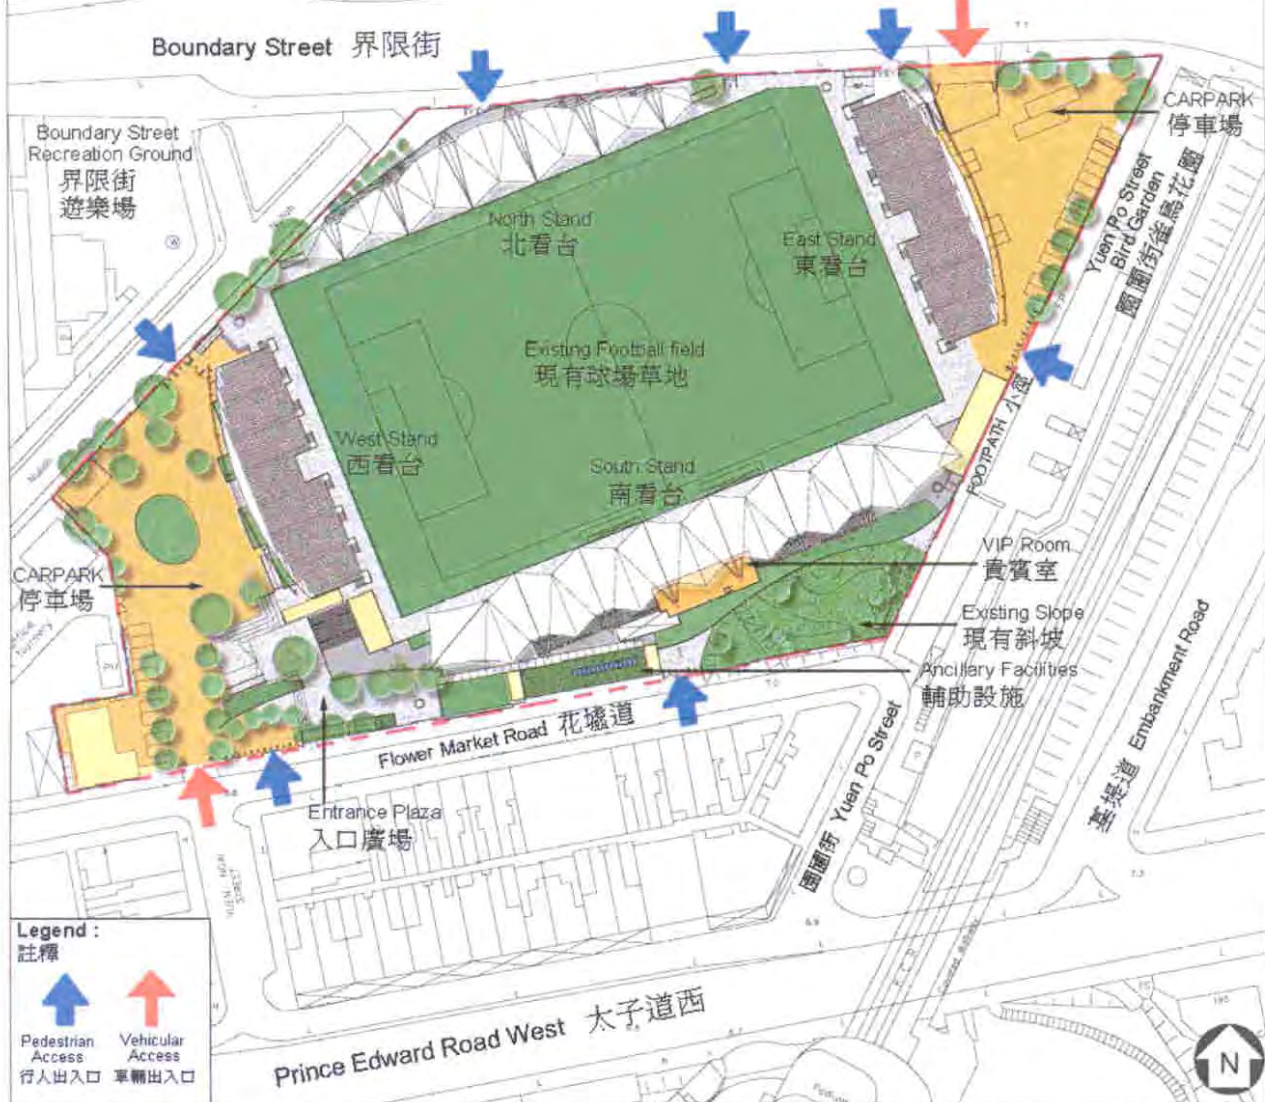 Boundary Street 界限街
Boundary Street
Recreation Ground
界限街
遊樂場
CARPARK
停車場
Yuen Po Street
Bird Garden
園圃街雀鳥花園
North Stand
北看台
East Stand
東看台
Existing Football field
現有球場草地
West Stand
西看台
South Stand
南看台
FOOTPATH 小徑
CARPARK
停車場
VIP Room
貴賓室
Existing Slope
現有斜坡
Ancillary Facilities
輔助設施
Flower Market Road 花墟道
Entrance Plaza
入口廣場
園圃街 Yuen Po Street
基堤道 Embankment Road
Prince Edward Road West 太子道西
Legend :
註釋
Pedestrian
Access
行人出入口
Vehicular
Access
車輛出入口
N